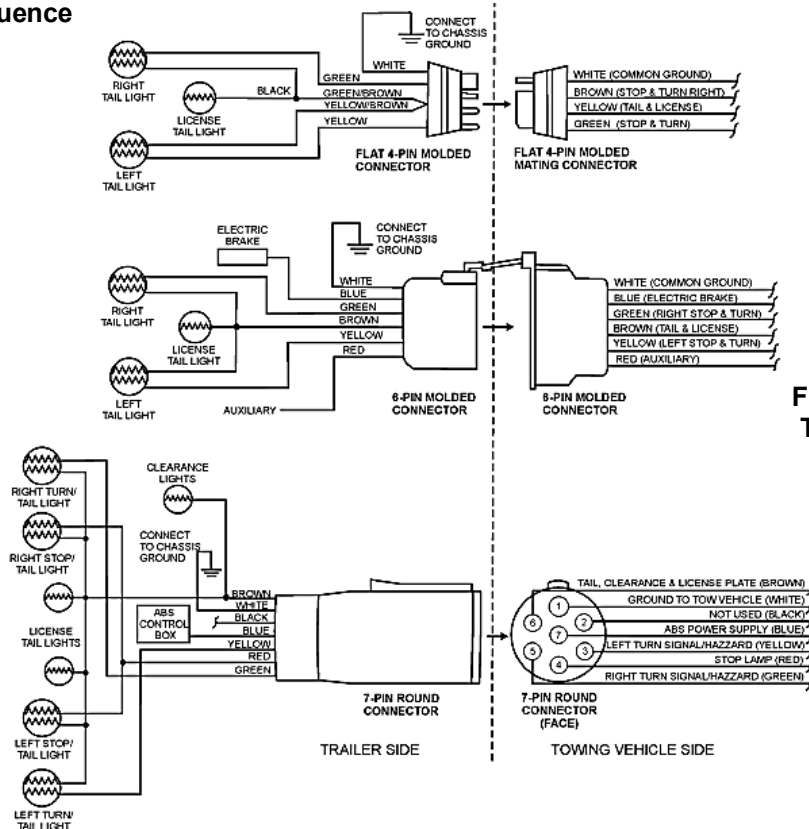 uence
CONNECT
TO CHASSIS
GROUND
WHITE
RIGHT
TAIL LIGHT
GREEN
BLACK
GREEN/BROWN
YELLOW/BROWN
LICENSE
TAIL LIGHT
YELLOW
LEFT
TAIL LIGHT
FLAT 4-PIN MOLDED
CONNECTOR
WHITE (COMMON GROUND)
BROWN (STOP & TURN RIGHT)
YELLOW (TAIL & LICENSE)
GREEN (STOP & TURN)
FLAT 4-PIN MOLDED
MATING CONNECTOR
ELECTRIC
BRAKE
CONNECT
TO CHASSIS
GROUND
WHITE
BLUE
GREEN
BROWN
YELLOW
RED
RIGHT
TAIL LIGHT
LICENSE
TAIL LIGHT
LEFT
TAIL LIGHT
AUXILIARY
6-PIN MOLDED
CONNECTOR
WHITE (COMMON GROUND)
BLUE (ELECTRIC BRAKE)
GREEN (RIGHT STOP & TURN)
BROWN (TAIL & LICENSE)
YELLOW (LEFT STOP & TURN)
RED (AUXILIARY)
6-PIN MOLDED
CONNECTOR
F
T
CLEARANCE
LIGHTS
RIGHT TURN/
TAIL LIGHT
CONNECT
TO CHASSIS
GROUND
RIGHT STOP/
TAIL LIGHT
ABS
CONTROL
BOX
LICENSE
TAIL LIGHTS
BROWN
WHITE
BLACK
BLUE
YELLOW
RED
GREEN
LEFT STOP/
TAIL LIGHT
LEFT TURN/
TAIL LIGHT
7-PIN ROUND
CONNECTOR
TRAILER SIDE
1
2
3
4
5
6
7
TAIL, CLEARANCE & LICENSE PLATE (BROWN)
GROUND TO TOW VEHICLE (WHITE)
NOT USED (BLACK)
ABS POWER SUPPLY (BLUE)
LEFT TURN SIGNAL/HAZZARD (YELLOW)
STOP LAMP (RED)
RIGHT TURN SIGNAL/HAZZARD (GREEN)
7-PIN ROUND
CONNECTOR
(FACE)
TOWING VEHICLE SIDE